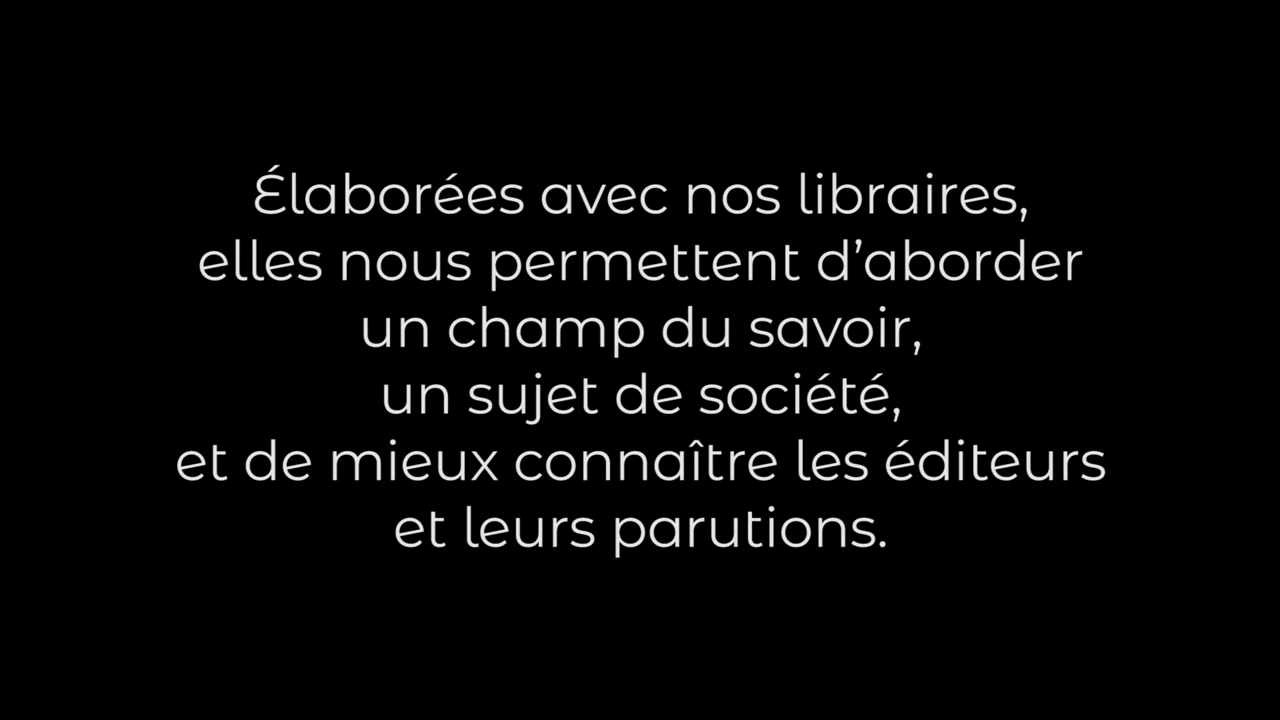 Élaborées avec nos libraires,
elles nous permettent d’aborder
un champ du savoir,
un sujet de société,
et de mieux connaître les éditeurs
et leurs parutions.